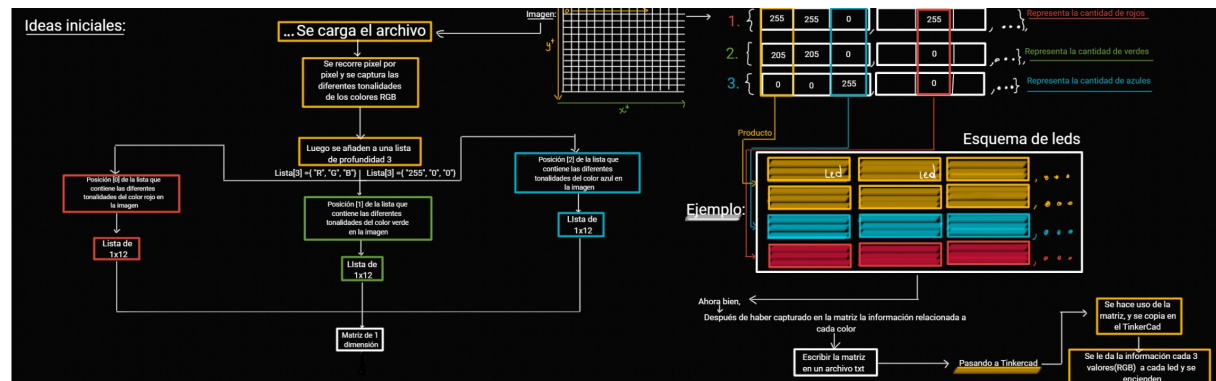 Ideas iniciales:
... Se carga el archivo
Se recorre pixel por
pixel y se captura las
diferentes tonalidades
de los colores RGB
Luego se añaden a una lista
de profundidad 3
Lista[3] ={ "R", "G", "B"} Lista[3] ={ "255", "0", "0"}
Posición [0] de la lista que
contiene las diferentes
tonalidades del color rojo en
la imagen
Lista de
1x12
Posición [1] de la lista que
contiene las diferentes
tonalidades del color verde
en la imagen
LIsta de
1x12
Posición [2] de la lista que
contiene las diferentes
tonalidades del color azul en
la imagen
LIsta de
1x12
Matriz de 1
dimensión
Imagen:
y+
x+
1. { 255 255 0 , 255 , ...}
Representa la cantidad de rojos
2. { 205 205 0 , 0 , ...}
Representa la cantidad de verdes
3. { 0 0 255 , 0 , ...}
Representa la cantidad de azules
Producto
Esquema de leds
Led
led
Ejemplo:
Ahora bien,
Después de haber capturado en la matriz la información relacionada a
cada color
Escribir la matriz
en un archivo txt
Pasando a Tinkercad
Se hace uso de la
matriz, y se copia en
el TinkerCad
Se le da la información cada 3
valores(RGB) a cada led y se
encienden